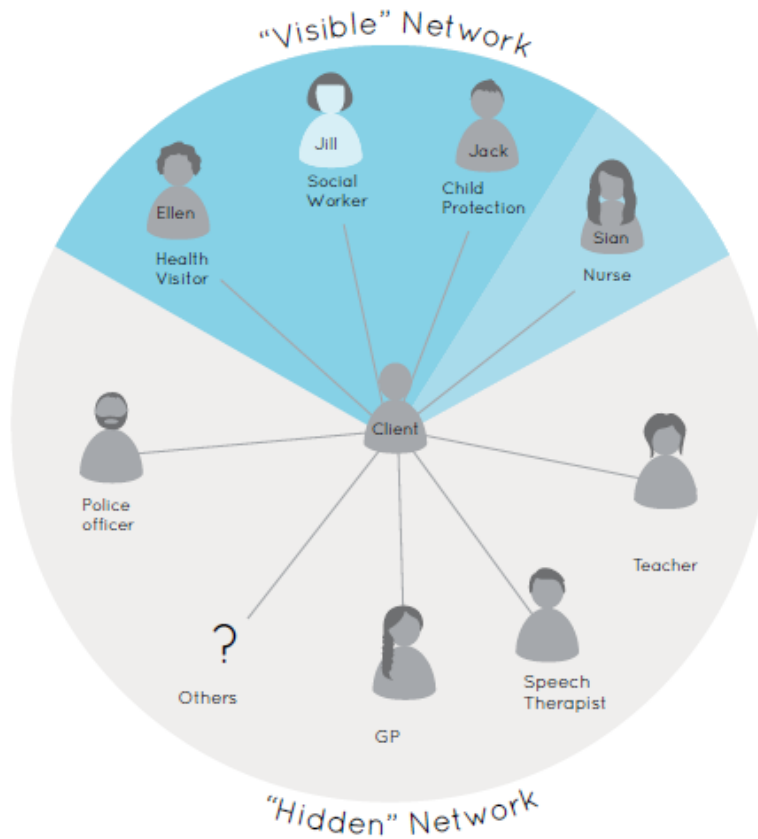 “Visible” Network
Jill
Social
Worker
Jack
Child
Protection
Ellen
Health
Visitor
Sian
Nurse
Client
Police
officer
Teacher
?
Others
GP
Speech
Therapist
“Hidden” Network